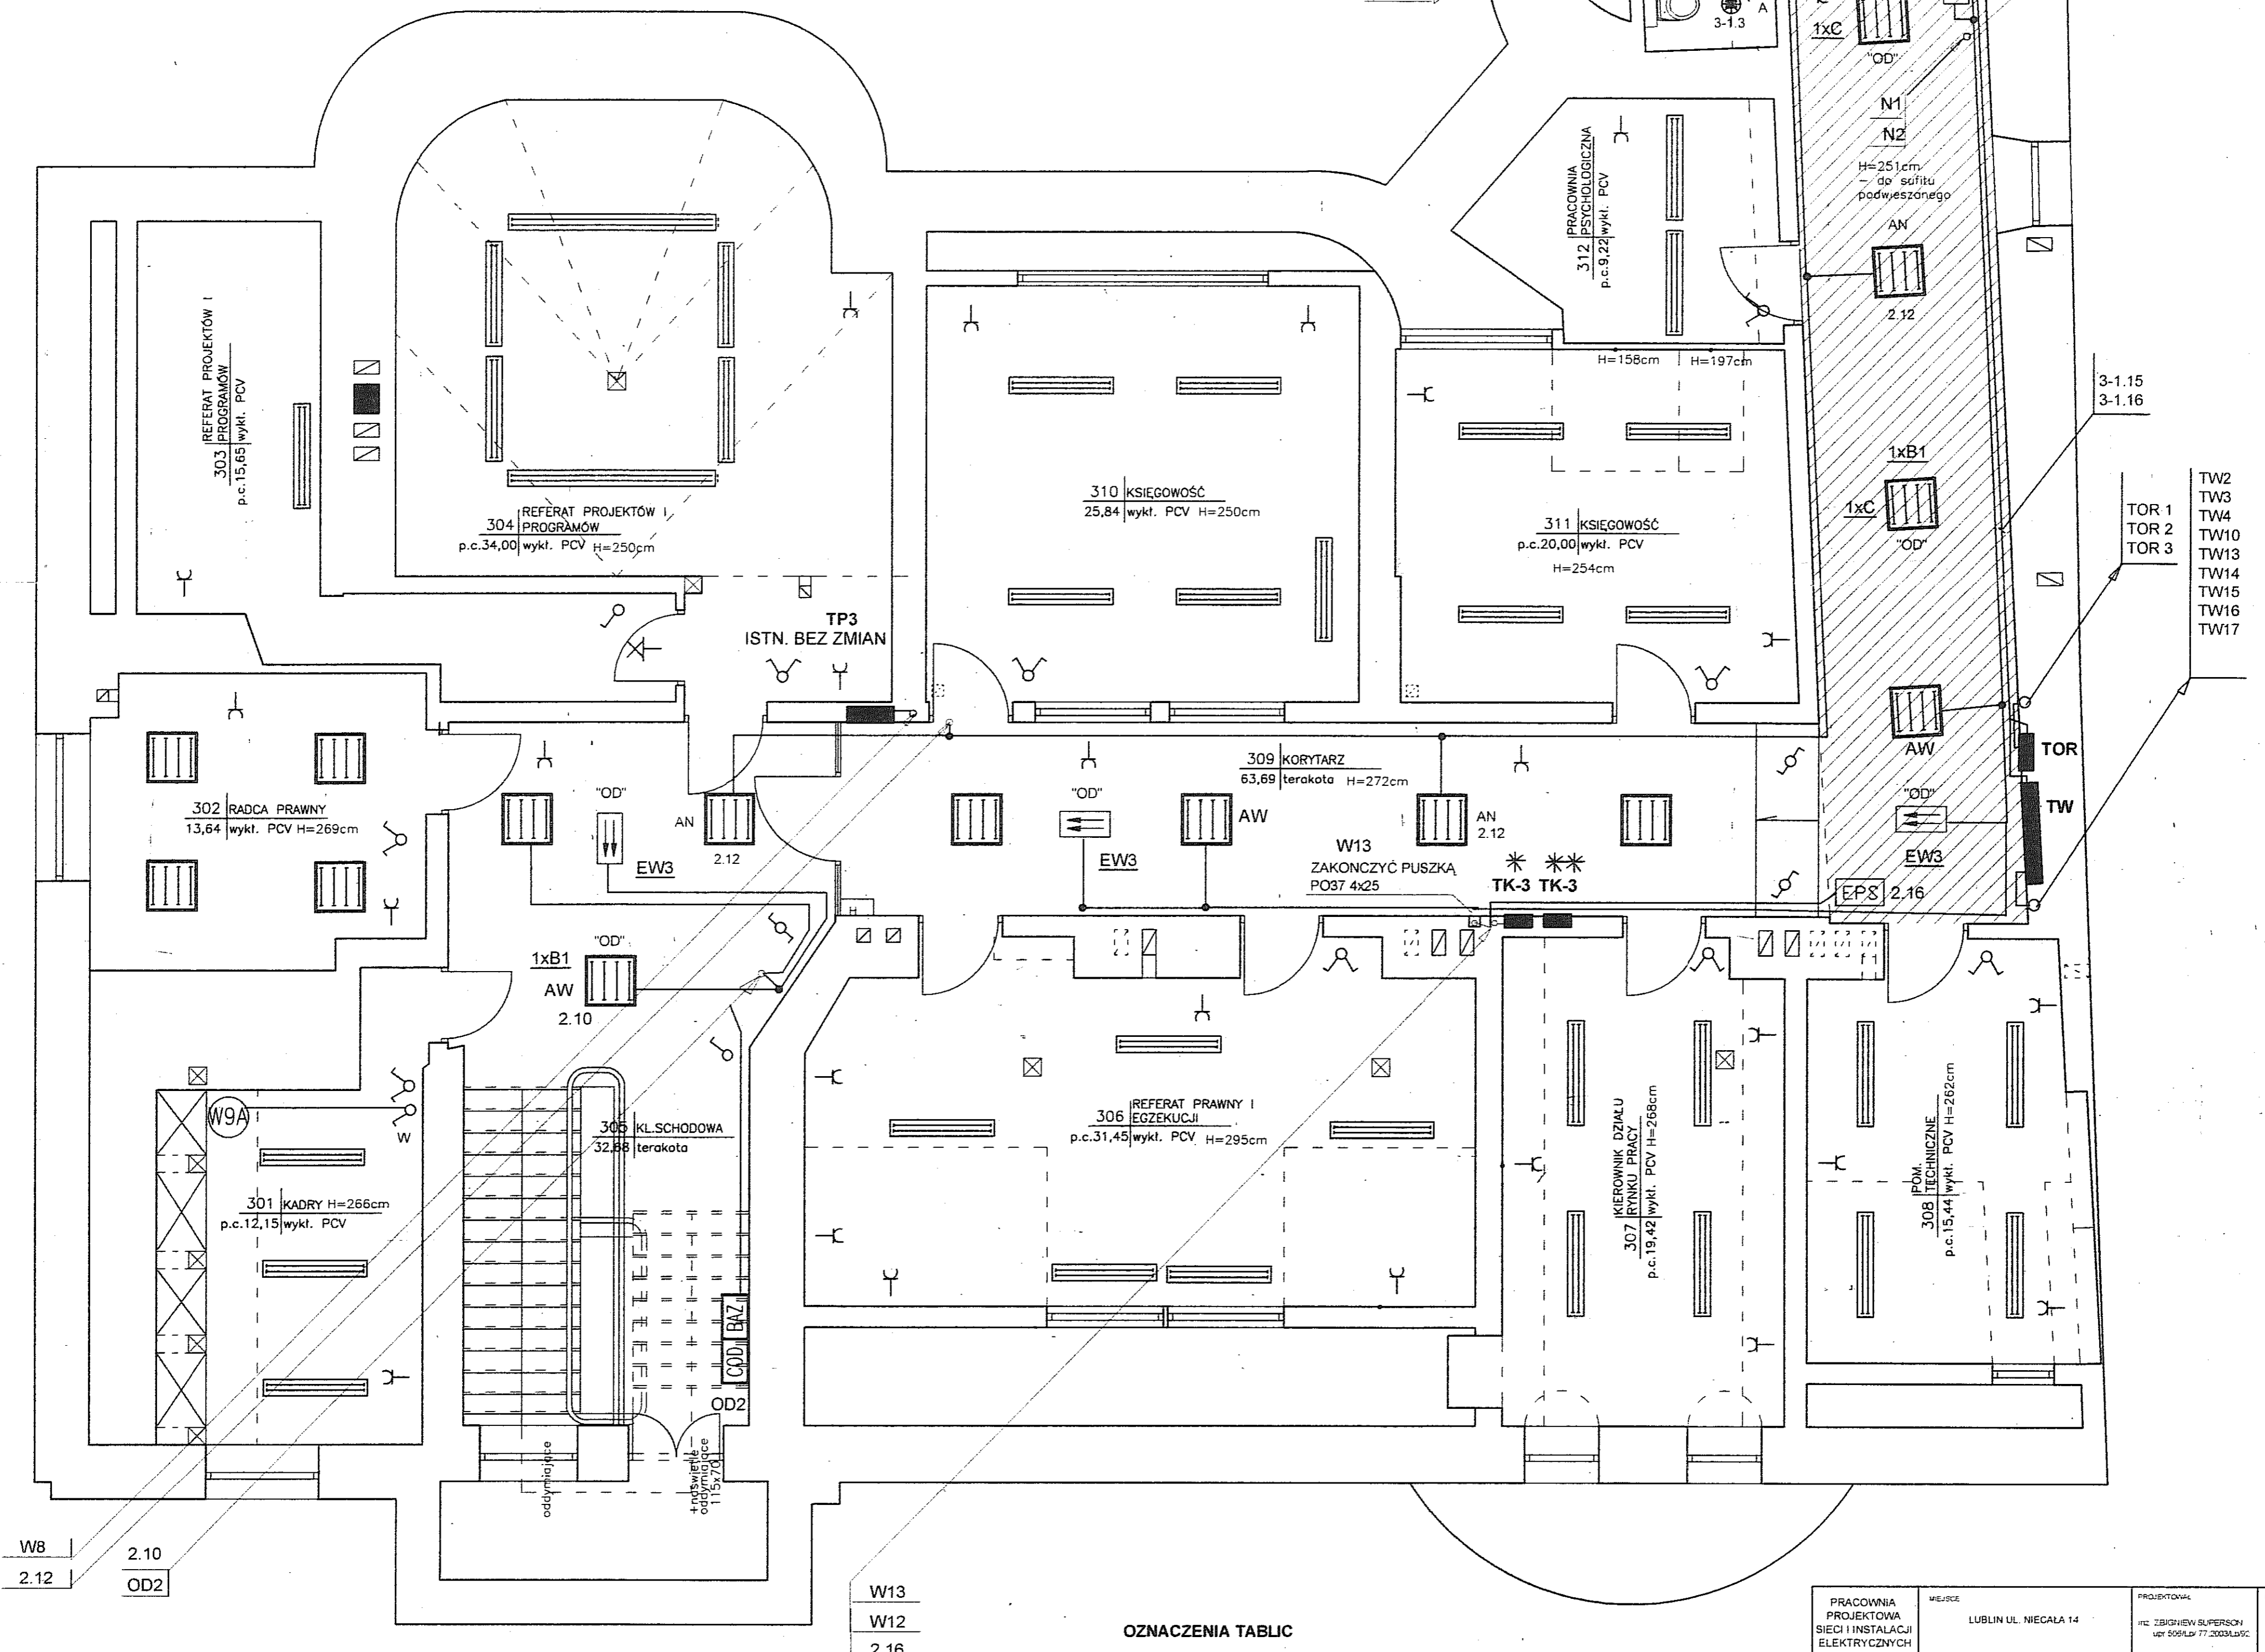 3-1.3
A
1xC
"OD"
N1
N2
H=251cm
- do sufitu
podwieszanego
AN
2.12
312 PRACOWNIA PSYCHOLOGICZNA
p.c.9,22 wykł. PCV
303 REFERAT PROJEKTÓW I PROGRAMÓW
p.c.15,65 wykł. PCV
REFERAT PROJEKTÓW I
304 PROGRAMÓW
p.c.34,00 wykł. PCV H=250cm
310 KSIĘGOWOŚĆ
25,84 wykł. PCV H=250cm
H=158cm H=197cm
311 KSIĘGOWOŚĆ
p.c.20,00 wykł. PCV
H=254cm
1xB1
1xC
"OD"
3-1.15
3-1.16
TOR 1
TOR 2
TOR 3
TW2
TW3
TW4
TW10
TW13
TW14
TW15
TW16
TW17
TP3
ISTN. BEZ ZMIAN
AW
TOR
"OD"
TW
EW3
EPS 2.16
302 RADCA PRAWNY
13,64 wykł. PCV H=269cm
"OD"
EW3
AN
2.12
309 KORYTARZ
63,69 terakota H=272cm
"OD"
EW3
AW
AN
2.12
W13
ZAKONCZYĆ PUSZKĄ
PO37 4x25
TK-3 TK-3
H
"OD"
1xB1
AW
2.10
W9A
W
301 KADRY H=266cm
p.c.12,15 wykł. PCV
305 KL.SCHODOWA
32,68 terakota
REFERAT PRAWNY I
306 EGZEKUCJI
p.c.31,45 wykł. PCV H=295cm
307 KIEROWNIK DZIAŁU RYNKU PRACY
p.c.19,42 wykł. PCV H=268cm
308 POM. TECHNICZNE
p.c.15,44 wykł. PCV H=262cm
BAZ
COD
OD2
oddymiające
+naświetle
oddymiające
115x70
W8
2.12
2.10
OD2
W13
W12
2.16
OZNACZENIA TABLIC
PRACOWNIA
PROJEKTOWA
SIECI I INSTALACJI
ELEKTRYCZNYCH
MIEJSCE
LUBLIN UL. NIECAŁA 14
PROJEKTOWAŁ
inż. ZBIGNIEW SUPERSON